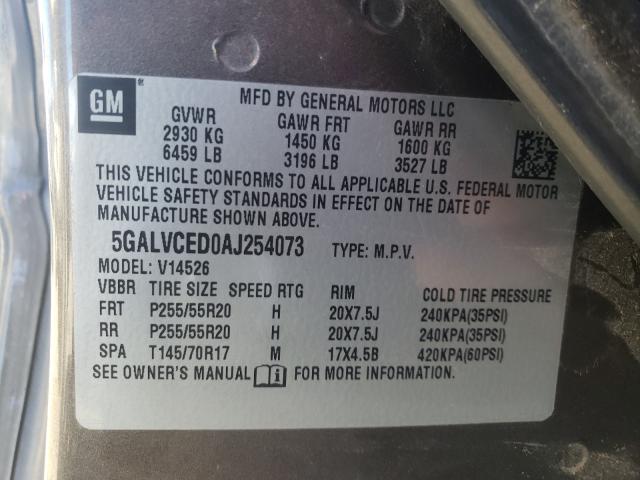 GM
MFD BY GENERAL MOTORS LLC
GVWR GAWR FRT GAWR RR
2930 KG 1450 KG 1600 KG
6459 LB 3196 LB 3527 LB
THIS VEHICLE CONFORMS TO ALL APPLICABLE U.S. FEDERAL MOTOR
VEHICLE SAFETY STANDARDS IN EFFECT ON THE DATE OF
MANUFACTURE SHOWN ABOVE.
5GALVCED0AJ254073 TYPE: M.P.V.
MODEL: V14526
VBBR TIRE SIZE SPEED RTG RIM COLD TIRE PRESSURE
FRT P255/55R20 H 20X7.5J 240KPA(35PSI)
RR P255/55R20 H 20X7.5J 240KPA(35PSI)
SPA T145/70R17 M 17X4.5B 420KPA(60PSI)
SEE OWNER'S MANUAL FOR MORE INFORMATION.